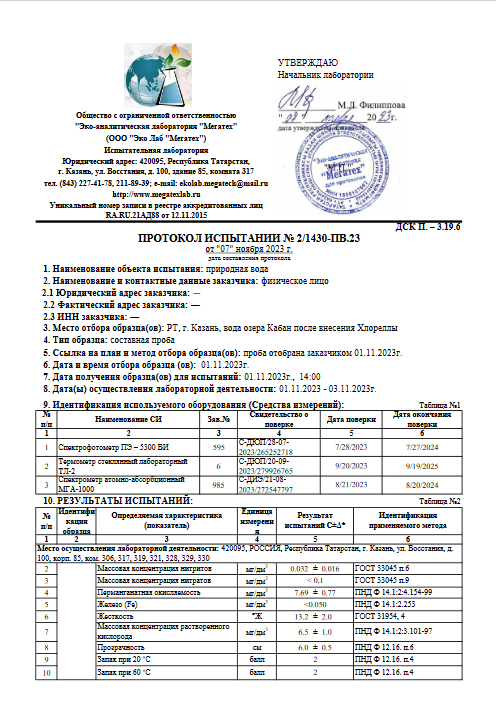 УТВЕРЖДАЮ
Начальник лаборатории
М.Д. Филиппова
2023г.
дата утверждения протокола
"Эко-аналитическая
лаборатория
"Мегатех"
для протоколов
Общество с ограниченной ответственностью
"Эко-аналитическая лаборатория "Мегатех"
(ООО "Эко Лаб "Мегатех")
Испытательная лаборатория
Юридический адрес: 420095, Республика Татарстан,
г. Казань, ул. Восстания, д. 100, здание 85, комната 317
тел. (843) 227-41-78, 211-89-39; e-mail: ekolab.megatech@mail.ru
http://www.megatexlab.ru
Уникальный номер записи в реестре аккредитованных лиц
RA.RU.21АД88 от 12.11.2015
ДСК П. – 3.19.6
ПРОТОКОЛ ИСПЫТАНИИ № 2/1430-ПВ.23
от "07" ноября 2023 г.
дата составления протокола
1. Наименование объекта испытания: природная вода
2. Наименование и контактные данные заказчика: физическое лицо
2.1 Юридический адрес заказчика: —
2.2 Фактический адрес заказчика: —
2.3 ИНН заказчика: —
3. Место отбора образца(ов): РТ, г. Казань, вода озера Кабан после внесения Хлореллы
4. Тип образца: составная проба
5. Ссылка на план и метод отбора образца(ов): проба отобрана заказчиком 01.11.2023г.
6. Дата и время отбора образца (ов): 01.11.2023г.
7. Дата получения образца(ов) для испытаний: 01.11.2023г., 14:00
8. Дата(ы) осуществления лабораторной деятельности: 01.11.2023 - 03.11.2023г.
9. Идентификация используемого оборудования (Средства измерений): Таблица №1
№ п/п Наименование СИ Зав.№ Свидетельство о поверке Дата поверки Дата окончания поверки
1 2 3 4 5 6
1 Спектрофотометр ПЭ – 5300 ВИ 595 С-ДЮП/28-07-2023/265252718 7/28/2023 7/27/2024
2 Термометр стеклянный лабораторный ТЛ-2 6 С-ДЮП/20-09-2023/279926765 9/20/2023 9/19/2025
3 Спектрометр атомно-абсорбционный МГА-1000 985 С-ДИЭ/21-08-2023/272547797 8/21/2023 8/20/2024
10. РЕЗУЛЬТАТЫ ИСПЫТАНИЙ: Таблица №2
№ п/п Идентификация образца Определяемая характеристика (показатель) Единица измерения Результат испытаний С±Δ* Идентификация применяемого метода
1 2 3 4 5 6
Место осуществления лабораторной деятельности: 420095, РОССИЯ, Республика Татарстан, г. Казань, ул. Восстания, д. 100, корп. 85, ком. 306, 317, 319, 321, 328, 329, 330
2 Массовая концентрация нитритов мг/дм³ 0.032 ± 0.016 ГОСТ 33045 п.6
3 Массовая концентрация нитратов мг/дм³ < 0,1 ГОСТ 33045 п.9
4 Перманганатная окисляемость мг/дм³ 7.69 ± 0.77 ПНД Ф 14.1:2:4.154-99
5 Железо (Fe) мг/дм³ <0.050 ПНД Ф 14.1:2.253
6 Жесткость °Ж 13.2 ± 2.0 ГОСТ 31954, 4
7 Массовая концентрация растворенного кислорода мг/дм³ 6.5 ± 1.0 ПНД Ф 14.1:2:3.101-97
8 Прозрачность см 6.0 ± 0.5 ПНД Ф 12.16. п.6
9 Запах при 20 °С балл 2 ПНД Ф 12.16. п.4
10 Запах при 60 °С балл 2 ПНД Ф 12.16. п.4